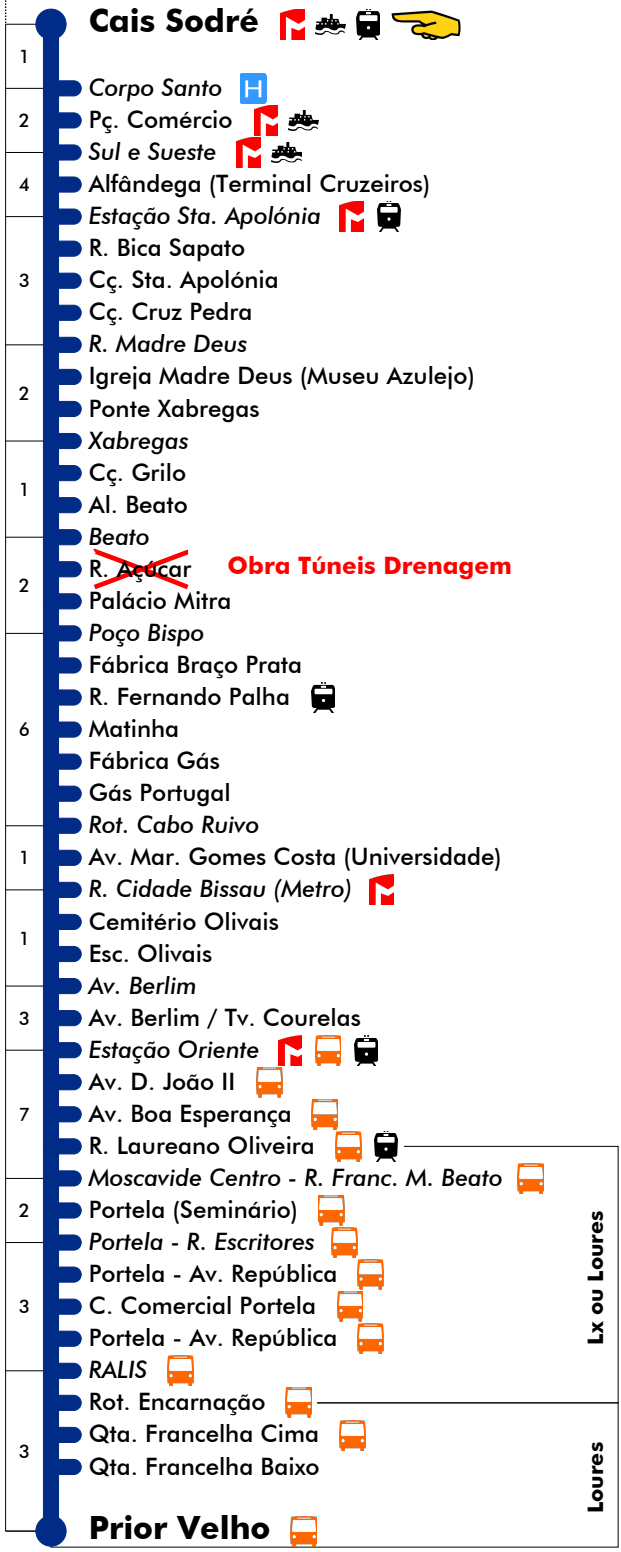 Cais Sodré
1
Corpo Santo H
2 Pç. Comércio
Sul e Sueste
4 Alfândega (Terminal Cruzeiros)
Estação Sta. Apolónia
R. Bica Sapato
3 Cç. Sta. Apolónia
Cç. Cruz Pedra
R. Madre Deus
Igreja Madre Deus (Museu Azulejo)
2
Ponte Xabregas
Xabregas
Cç. Grilo
1
Al. Beato
Beato
R. Açúcar Obra Túneis Drenagem
2
Palácio Mitra
Poço Bispo
Fábrica Braço Prata
R. Fernando Palha
6 Matinha
Fábrica Gás
Gás Portugal
Rot. Cabo Ruivo
1 Av. Mar. Gomes Costa (Universidade)
R. Cidade Bissau (Metro)
Cemitério Olivais
1
Esc. Olivais
Av. Berlim
3 Av. Berlim / Tv. Courelas
Estação Oriente
Av. D. João II
7 Av. Boa Esperança
R. Laureano Oliveira
Moscavide Centro - R. Franc. M. Beato
2 Portela (Seminário)
Portela - R. Escritores
Portela - Av. República
3 C. Comercial Portela
Portela - Av. República
RALIS
Lx ou Loures
Rot. Encarnação
Qta. Francelha Cima
3
Qta. Francelha Baixo
Loures
Prior Velho